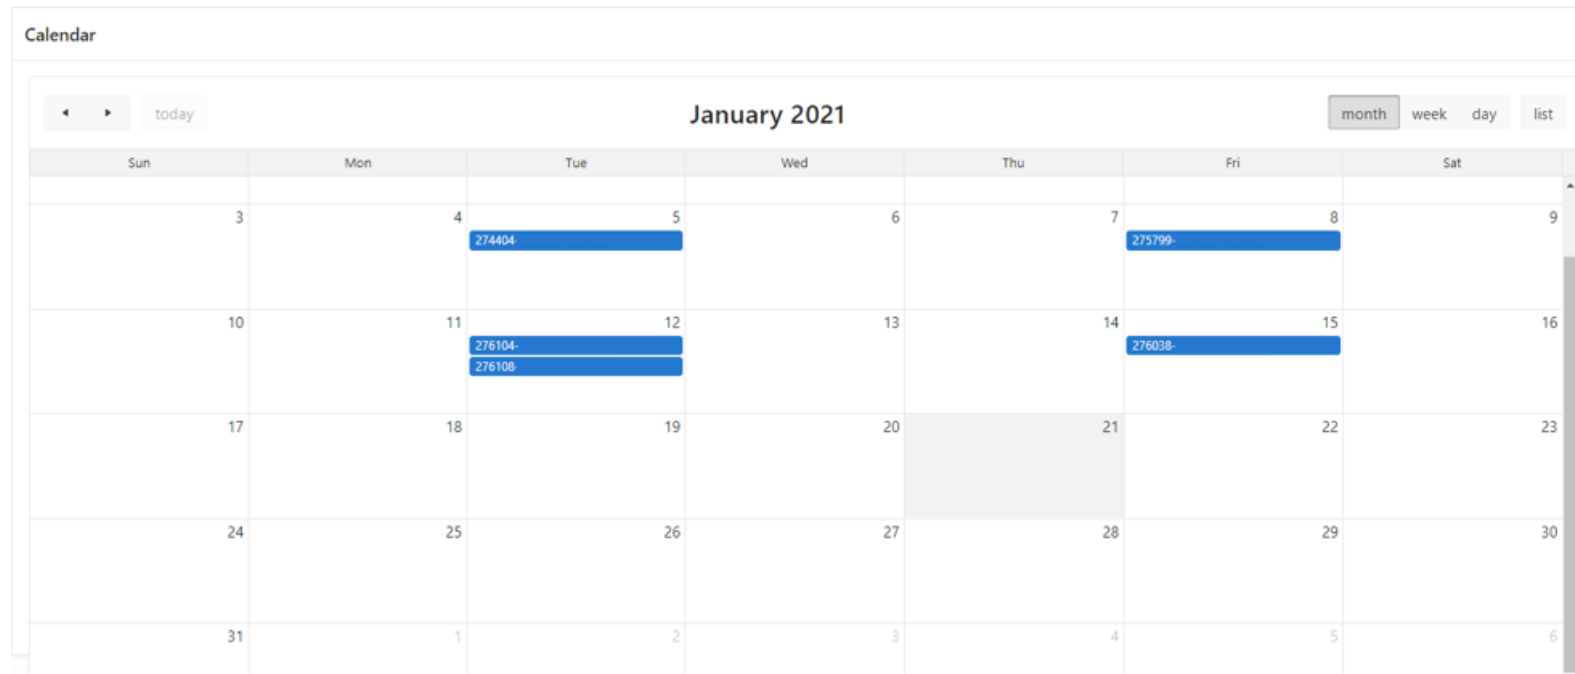 Calendar
◂ ▸ today January 2021 month week day list
Sun Mon Tue Wed Thu Fri Sat
3 4 5 6 7 8 9
274404- 275799-
10 11 12 13 14 15 16
276104- 276038-
276108-
17 18 19 20 21 22 23
24 25 26 27 28 29 30
31 1 2 3 4 5 6